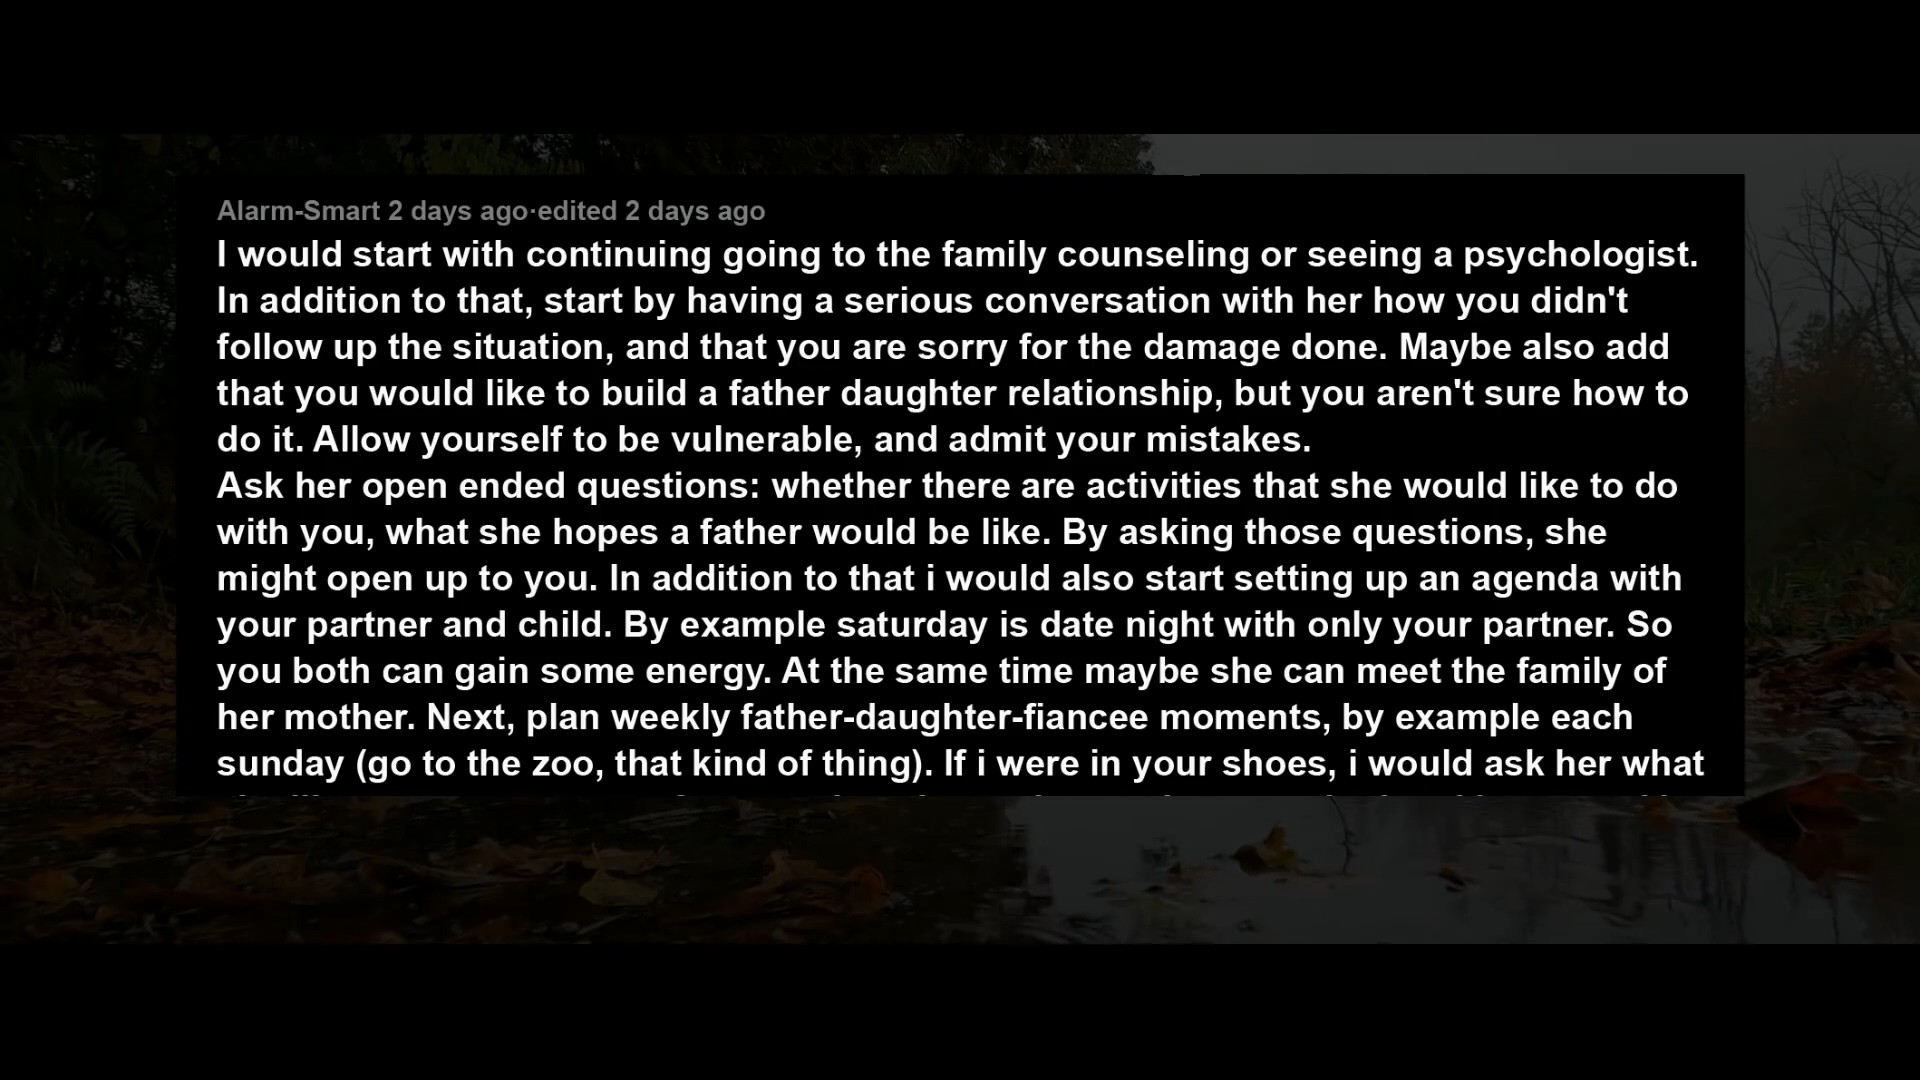 Alarm-Smart 2 days ago·edited 2 days ago
I would start with continuing going to the family counseling or seeing a psychologist.
In addition to that, start by having a serious conversation with her how you didn't
follow up the situation, and that you are sorry for the damage done. Maybe also add
that you would like to build a father daughter relationship, but you aren't sure how to
do it. Allow yourself to be vulnerable, and admit your mistakes.
Ask her open ended questions: whether there are activities that she would like to do
with you, what she hopes a father would be like. By asking those questions, she
might open up to you. In addition to that i would also start setting up an agenda with
your partner and child. By example saturday is date night with only your partner. So
you both can gain some energy. At the same time maybe she can meet the family of
her mother. Next, plan weekly father-daughter-fiancee moments, by example each
sunday (go to the zoo, that kind of thing). If i were in your shoes, i would ask her what